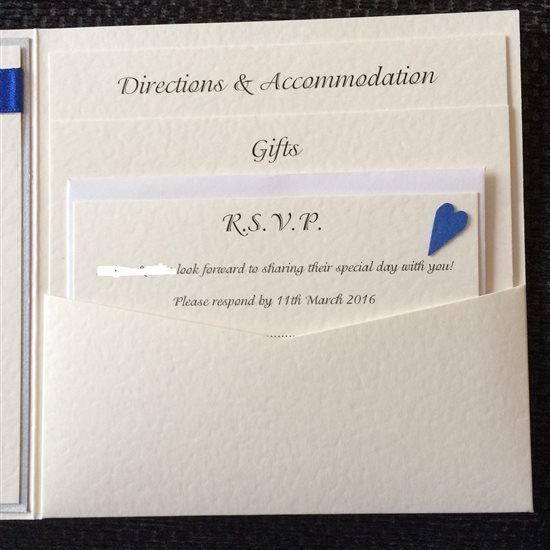 Directions & Accommodation
Gifts
R.S.V.P.
look forward to sharing their special day with you!
Please respond by 11th March 2016